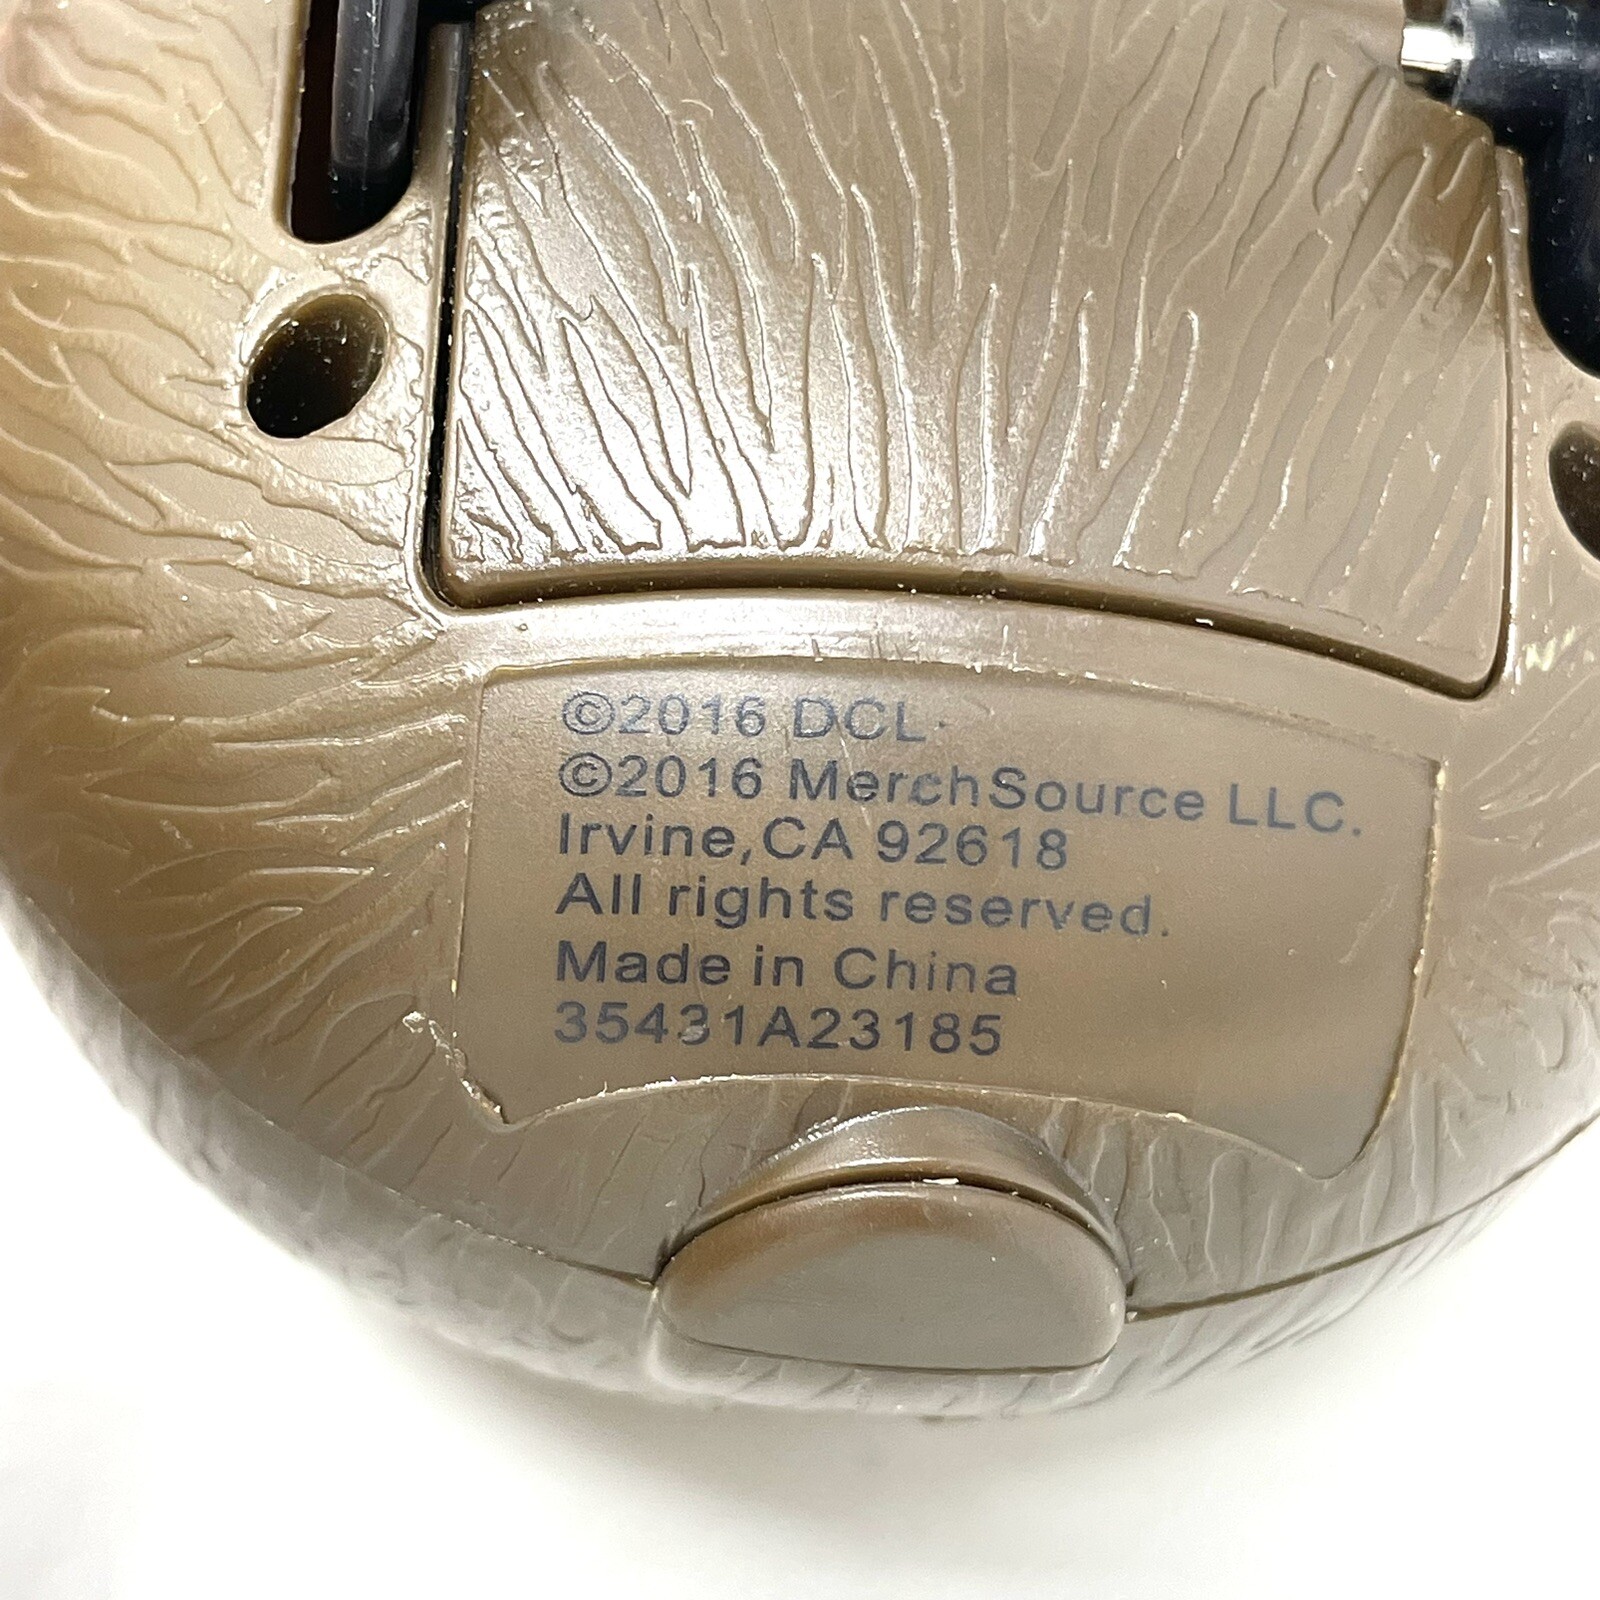 ©2016 DCL
©2016 MerchSource LLC.
Irvine,CA 92618
All rights reserved.
Made in China
35431A23185